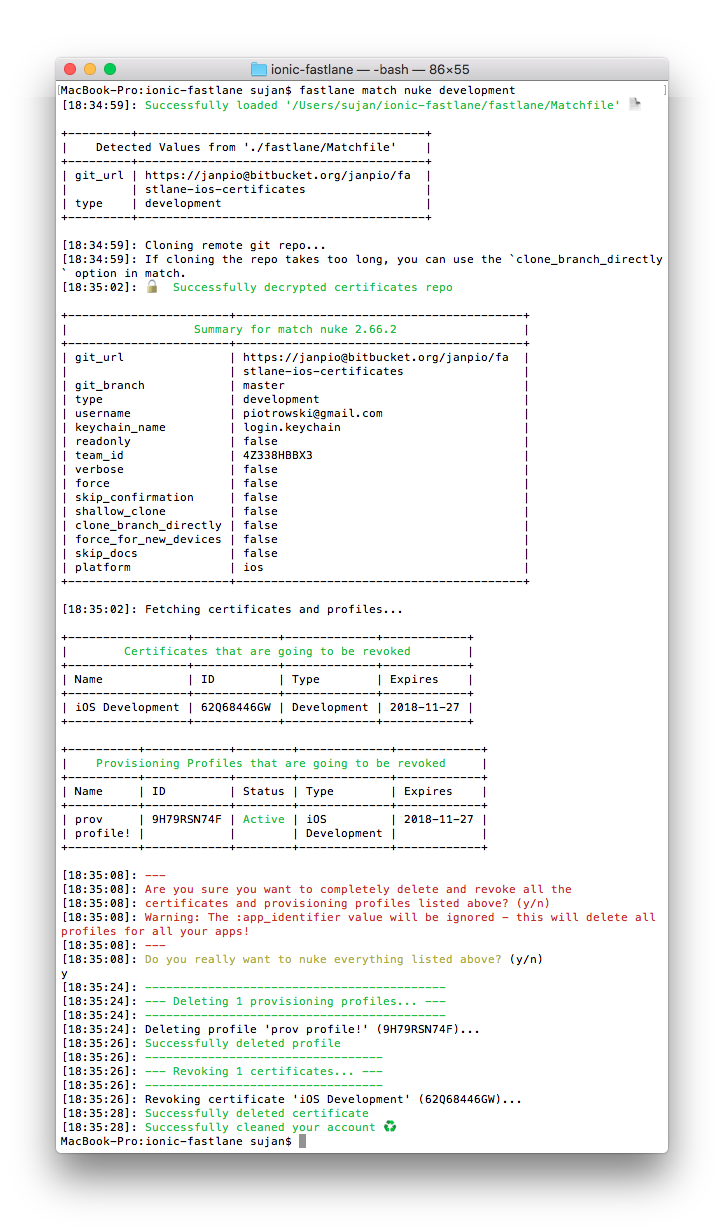 ionic-fastlane — -bash — 86×55
[MacBook-Pro:ionic-fastlane sujan$ fastlane match nuke development ]
[18:34:59]: Successfully loaded '/Users/sujan/ionic-fastlane/fastlane/Matchfile' 📄
+---------+-----------------------------------------+
| Detected Values from './fastlane/Matchfile' |
+---------+-----------------------------------------+
| git_url | https://janpio@bitbucket.org/janpio/fa |
| | stlane-ios-certificates |
| type | development |
+---------+-----------------------------------------+
[18:34:59]: Cloning remote git repo...
[18:34:59]: If cloning the repo takes too long, you can use the `clone_branch_directly
` option in match.
[18:35:02]: 🔓 Successfully decrypted certificates repo
+-----------------------+-----------------------------------------+
| Summary for match nuke 2.66.2 |
+-----------------------+-----------------------------------------+
| git_url | https://janpio@bitbucket.org/janpio/fa |
| | stlane-ios-certificates |
| git_branch | master |
| type | development |
| username | piotrowski@gmail.com |
| keychain_name | login.keychain |
| readonly | false |
| team_id | 4Z338HBBX3 |
| verbose | false |
| force | false |
| skip_confirmation | false |
| shallow_clone | false |
| clone_branch_directly | false |
| force_for_new_devices | false |
| skip_docs | false |
| platform | ios |
+-----------------------+-----------------------------------------+
[18:35:02]: Fetching certificates and profiles...
+-----------------+------------+-------------+------------+
| Certificates that are going to be revoked |
+-----------------+------------+-------------+------------+
| Name | ID | Type | Expires |
+-----------------+------------+-------------+------------+
| iOS Development | 62Q68446GW | Development | 2018-11-27 |
+-----------------+------------+-------------+------------+
+----------+------------+--------+-------------+------------+
| Provisioning Profiles that are going to be revoked |
+----------+------------+--------+-------------+------------+
| Name | ID | Status | Type | Expires |
+----------+------------+--------+-------------+------------+
| prov | 9H79RSN74F | Active | iOS | 2018-11-27 |
| profile! | | | Development | |
+----------+------------+--------+-------------+------------+
[18:35:08]: ---
[18:35:08]: Are you sure you want to completely delete and revoke all the
[18:35:08]: certificates and provisioning profiles listed above? (y/n)
[18:35:08]: Warning: The :app_identifier value will be ignored - this will delete all
profiles for all your apps!
[18:35:08]: ---
[18:35:08]: Do you really want to nuke everything listed above? (y/n)
y
[18:35:24]: -------------------------------------------
[18:35:24]: --- Deleting 1 provisioning profiles... ---
[18:35:24]: -------------------------------------------
[18:35:24]: Deleting profile 'prov profile!' (9H79RSN74F)...
[18:35:26]: Successfully deleted profile
[18:35:26]: ----------------------------------
[18:35:26]: --- Revoking 1 certificates... ---
[18:35:26]: ----------------------------------
[18:35:26]: Revoking certificate 'iOS Development' (62Q68446GW)...
[18:35:28]: Successfully deleted certificate
[18:35:28]: Successfully cleaned your account ♻️
MacBook-Pro:ionic-fastlane sujan$